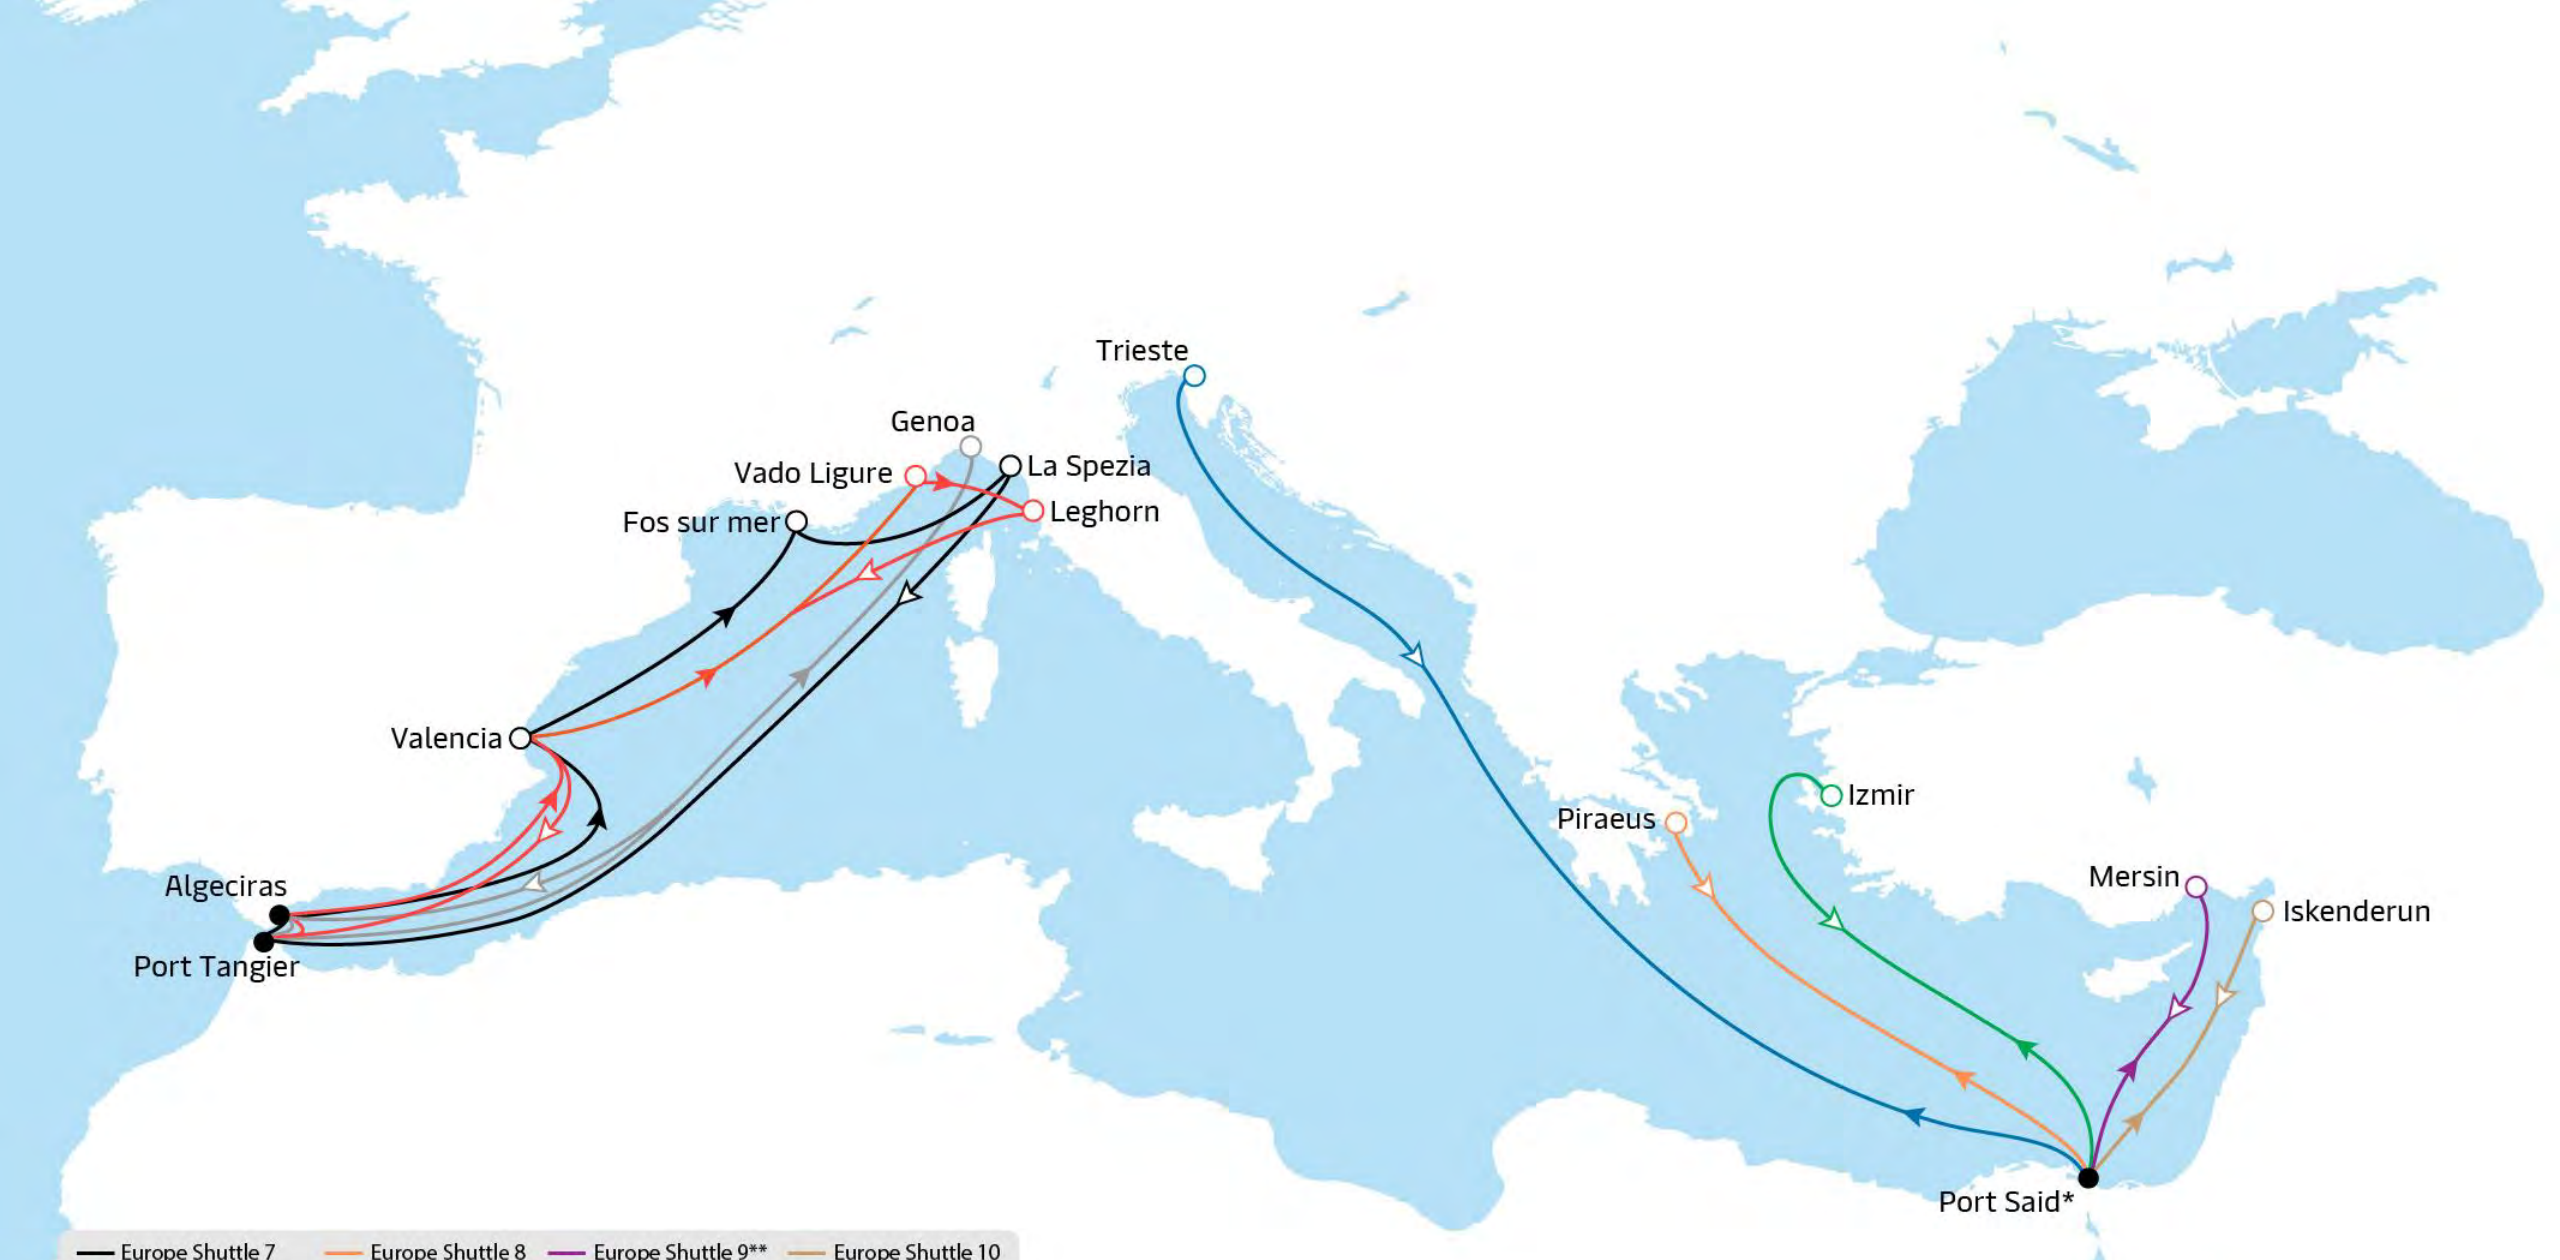 Trieste
Genoa
La Spezia
Vado Ligure
Leghorn
Fos sur mer
Valencia
Izmir
Piraeus
Mersin
Iskenderun
Algeciras
Port Tangier
Port Said*
Europe Shuttle 7
Europe Shuttle 8
Europe Shuttle 9**
Europe Shuttle 10